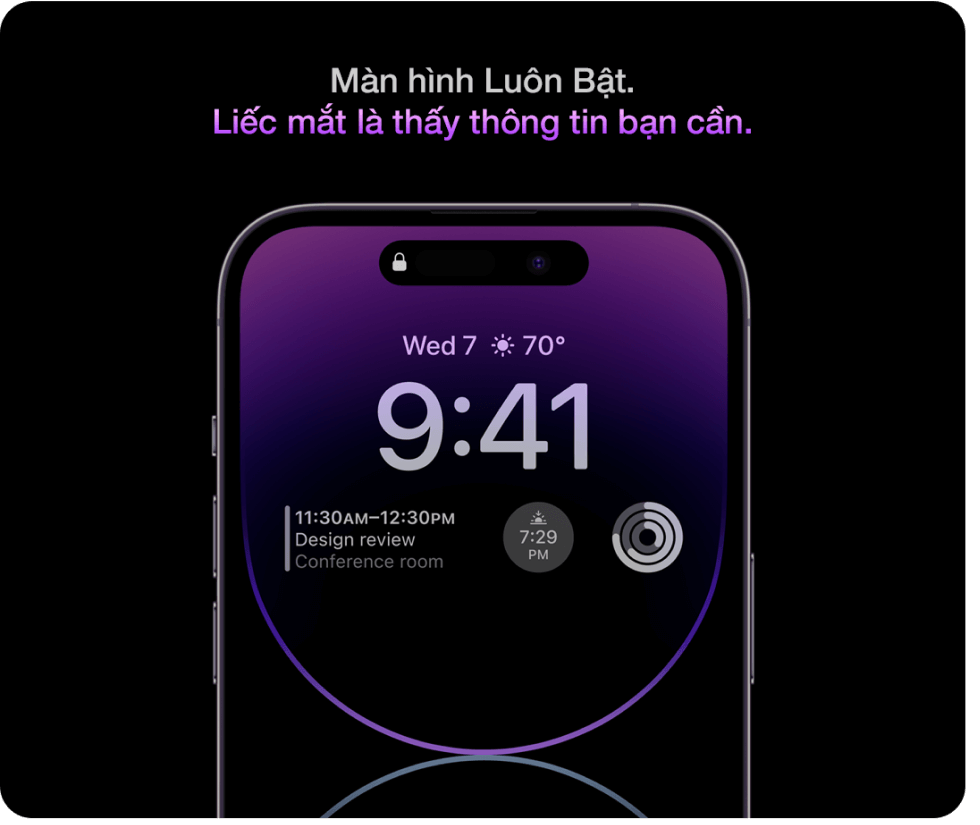 Màn hình Luôn Bật.
Liếc mắt là thấy thông tin bạn cần.
Wed 7 70°
9:41
11:30AM–12:30PM
Design review
Conference room
7:29
PM